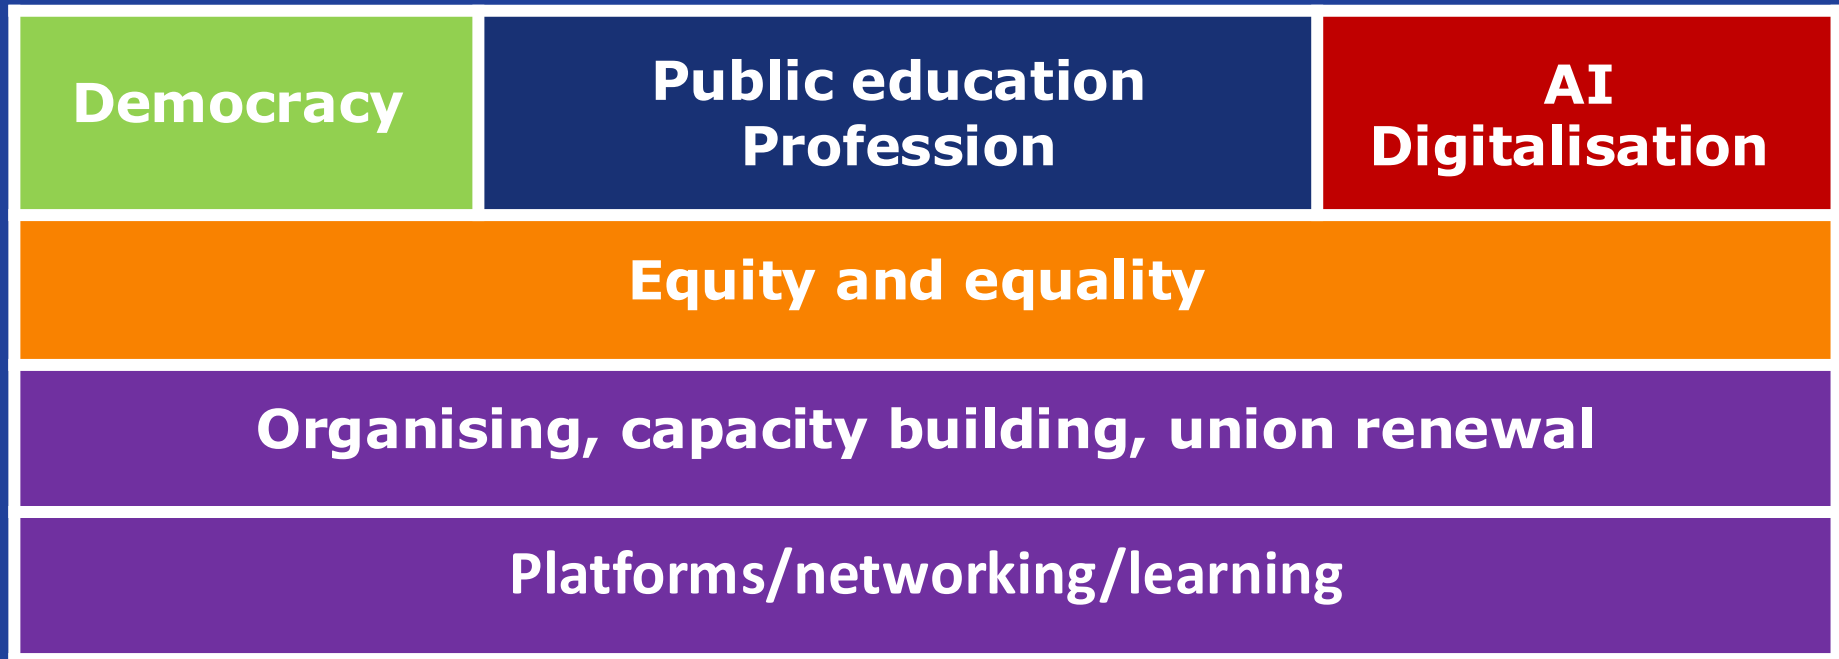 Democracy
Public education
Profession
AI
Digitalisation
Equity and equality
Organising, capacity building, union renewal
Platforms/networking/learning